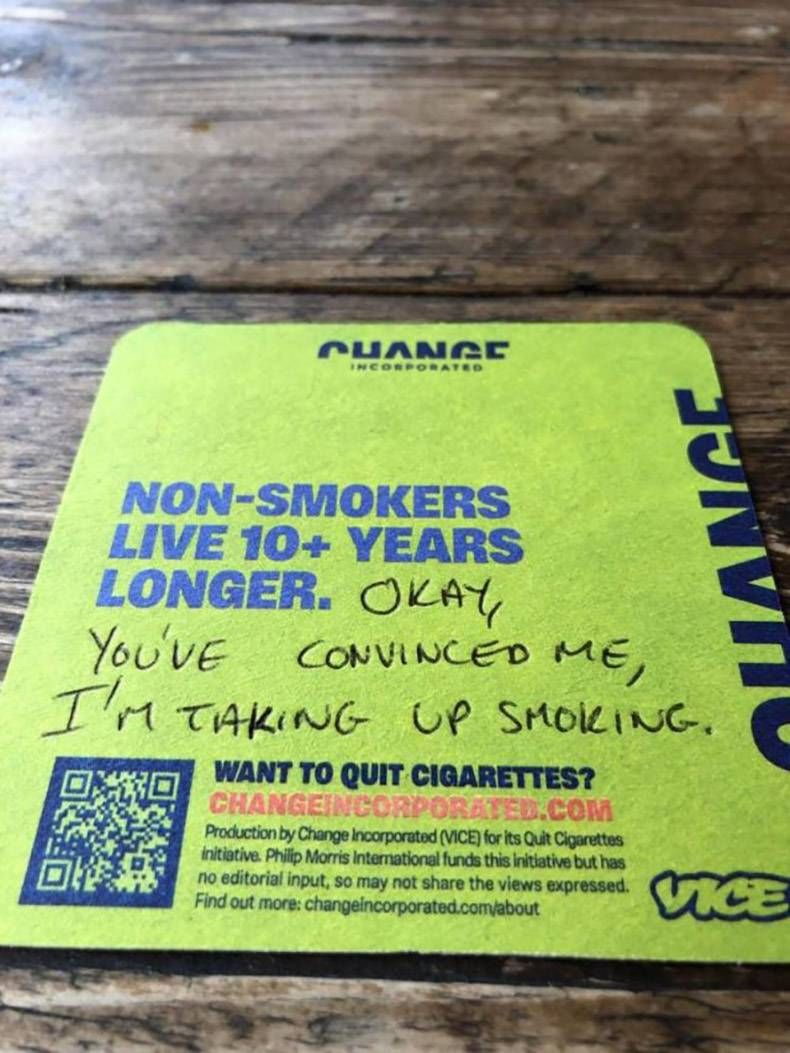 CHANGE
INCORPORATED
CHANGE
NON-SMOKERS
LIVE 10+ YEARS
LONGER. OKAY,
YOU'VE CONVINCED ME,
I'M TAKING UP SMOKING.
WANT TO QUIT CIGARETTES?
CHANGEINCORPORATED.COM
Production by Change Incorporated (VICE) for its Quit Cigarettes
initiative. Philip Morris International funds this initiative but has
no editorial input, so may not share the views expressed.
Find out more: changeincorporated.com/about
VICE